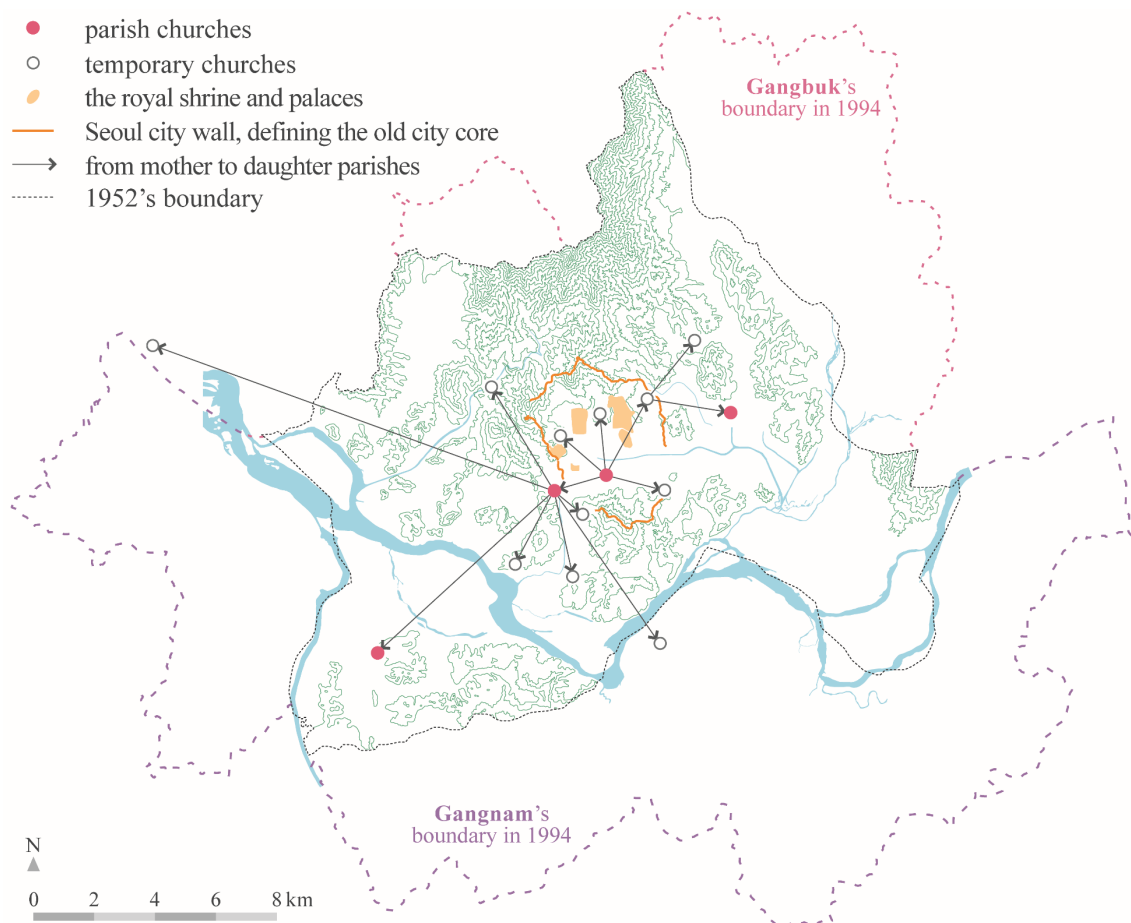 parish churches
temporary churches
the royal shrine and palaces
Seoul city wall, defining the old city core
from mother to daughter parishes
1952’s boundary
Gangbuk’s
boundary in 1994
Gangnam’s
boundary in 1994
N
0 2 4 6 8 km